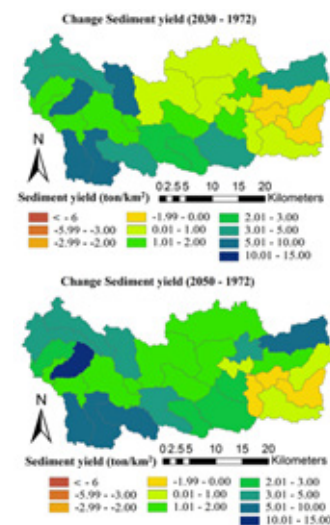 Change Sediment yield (2030 - 1972)
N
0 2.5 5 10 15 20
Kilometers
Sediment yield (ton/km²)
< - 6 -1.99 - 0.00 2.01 - 3.00
-5.99 - -3.00 0.01 - 1.00 3.01 - 5.00
-2.99 - -2.00 1.01 - 2.00 5.01 - 10.00
10.01 - 15.00
Change Sediment yield (2050 - 1972)
N
0 2.5 5 10 15 20
Kilometers
Sediment yield (ton/km²)
< - 6 -1.99 - 0.00 2.01 - 3.00
-5.99 - -3.00 0.01 - 1.00 3.01 - 5.00
-2.99 - -2.00 1.01 - 2.00 5.01 - 10.00
10.01 - 15.00